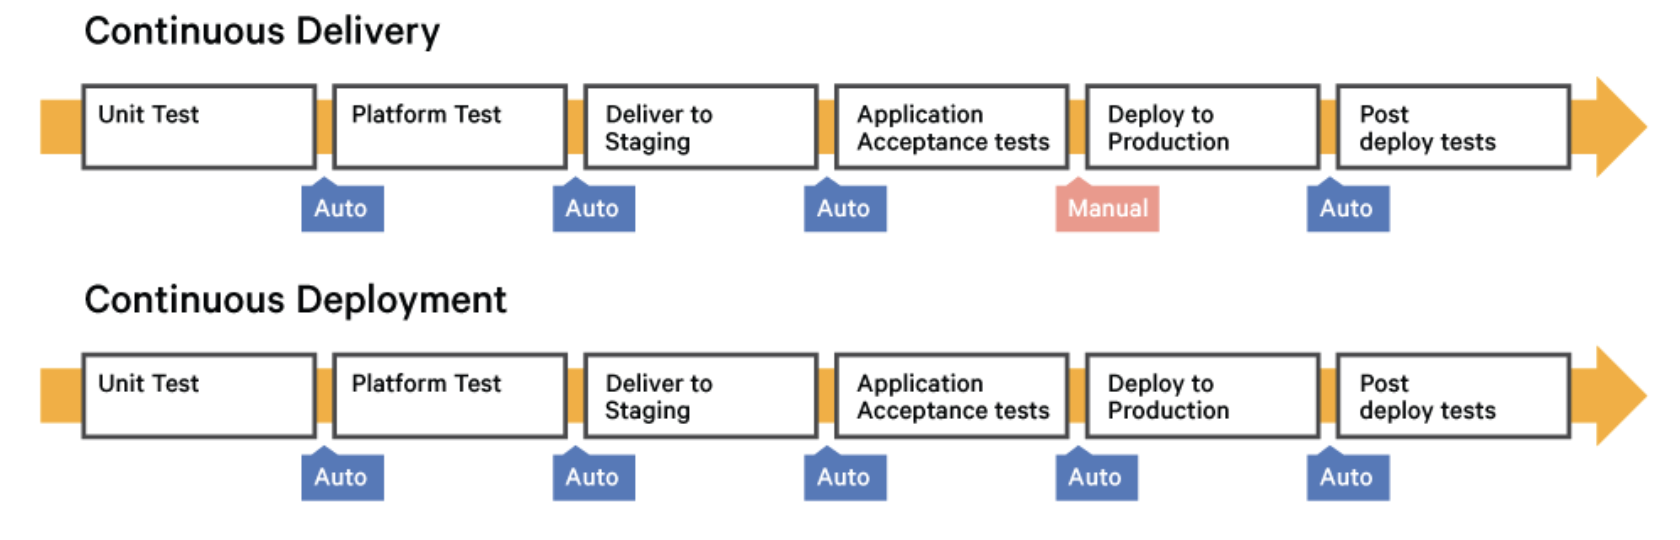 Continuous Delivery
Unit Test
Platform Test
Deliver to
Staging
Application
Acceptance tests
Deploy to
Production
Post
deploy tests
Auto
Auto
Auto
Manual
Auto
Continuous Deployment
Unit Test
Platform Test
Deliver to
Staging
Application
Acceptance tests
Deploy to
Production
Post
deploy tests
Auto
Auto
Auto
Auto
Auto